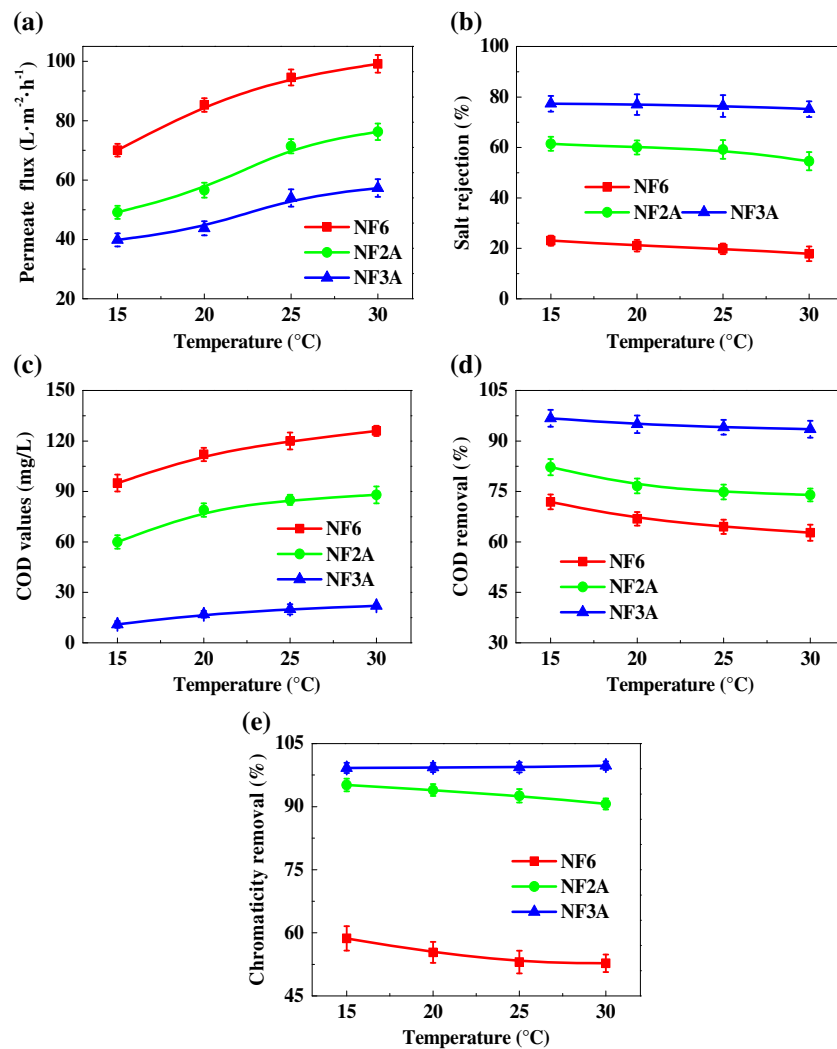 (a)
100
80
60
40
20
Permeate flux (L·m⁻²·h⁻¹)
NF6
NF2A
NF3A
15 20 25 30
Temperature (°C)
(b)
100
80
60
40
20
0
Salt rejection (%)
NF6
NF2A NF3A
15 20 25 30
Temperature (°C)
(c)
150
120
90
60
30
0
COD values (mg/L)
NF6
NF2A
NF3A
15 20 25 30
Temperature (°C)
(d)
105
90
75
60
45
30
COD removal (%)
NF6
NF2A
NF3A
15 20 25 30
Temperature (°C)
(e)
105
90
75
60
45
Chromaticity removal (%)
NF6
NF2A
NF3A
15 20 25 30
Temperature (°C)